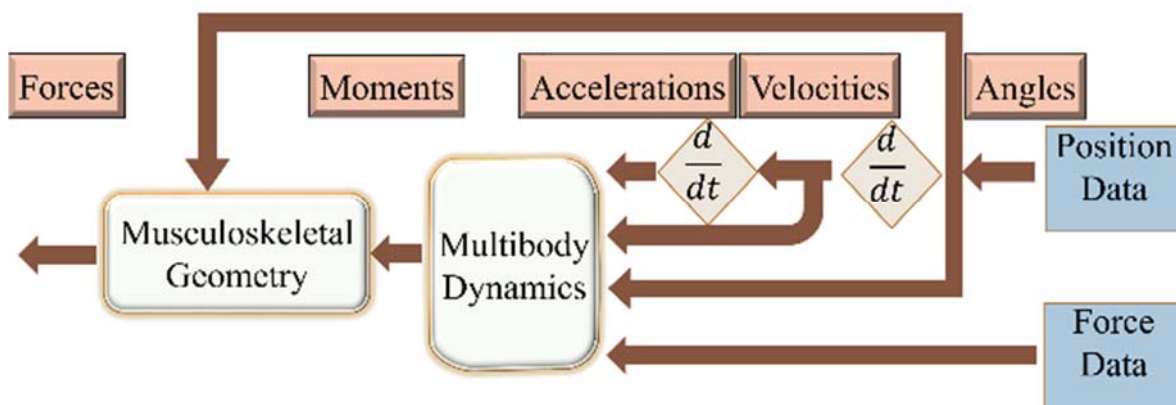 Forces
Moments
Accelerations
Velocities
Angles
d
dt
d
dt
Position
Data
Musculoskeletal
Geometry
Multibody
Dynamics
Force
Data